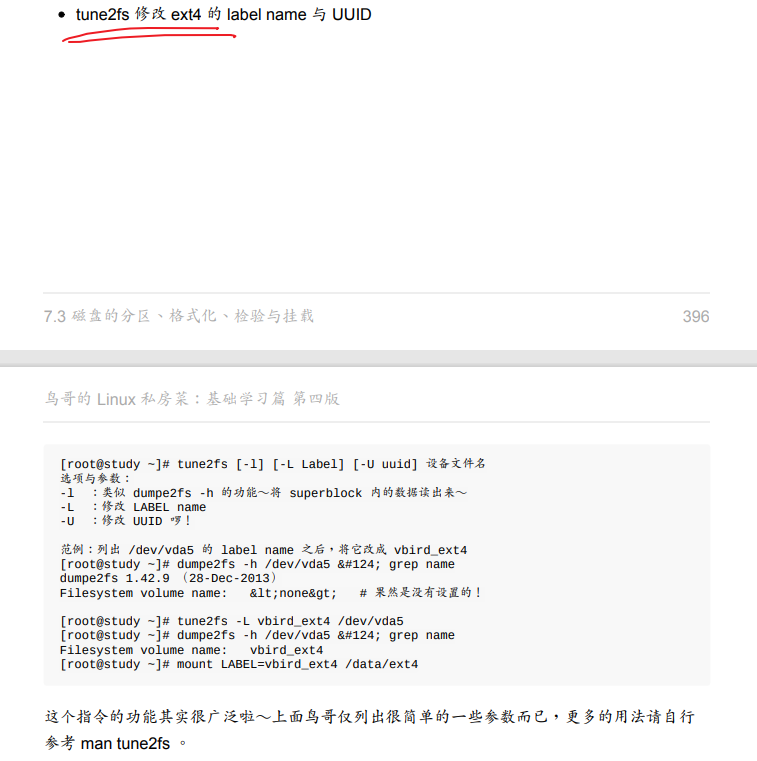 • tune2fs 修改 ext4 的 label name 与 UUID
7.3 磁盘的分区、格式化、检验与挂载 396
鸟哥的 Linux 私房菜：基础学习篇 第四版
[root@study ~]# tune2fs [-l] [-L Label] [-U uuid] 设备文件名
选项与参数：
-l ：类似 dumpe2fs -h 的功能～将 superblock 内的数据读出来～
-L ：修改 LABEL name
-U ：修改 UUID 啰！
范例：列出 /dev/vda5 的 label name 之后，将它改成 vbird_ext4
[root@study ~]# dumpe2fs -h /dev/vda5 &#124; grep name
dumpe2fs 1.42.9 （28-Dec-2013）
Filesystem volume name: &lt;none&gt; # 果然是没有设置的！
[root@study ~]# tune2fs -L vbird_ext4 /dev/vda5
[root@study ~]# dumpe2fs -h /dev/vda5 &#124; grep name
Filesystem volume name: vbird_ext4
[root@study ~]# mount LABEL=vbird_ext4 /data/ext4
这个指令的功能其实很广泛啦～上面鸟哥仅列出很简单的一些参数而已，更多的用法请自行
参考 man tune2fs 。